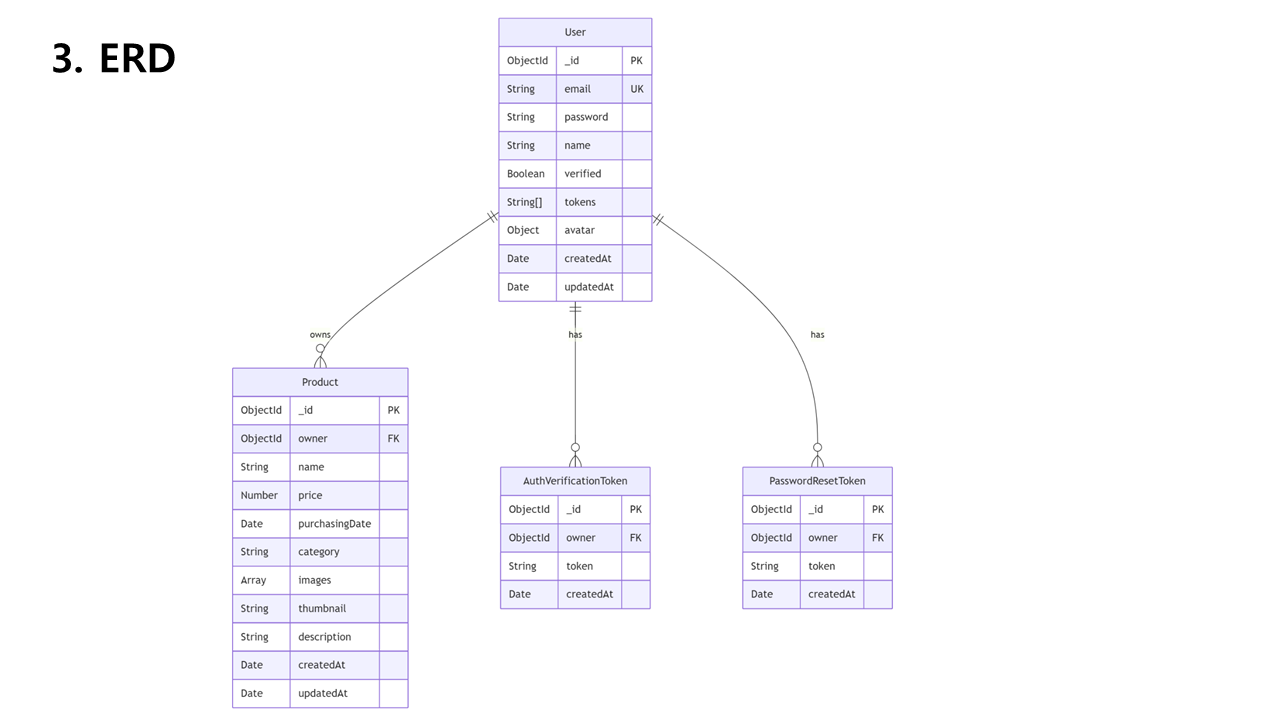 3. ERD
User
ObjectId _id PK
String email UK
String password
String name
Boolean verified
String[] tokens
Object avatar
Date createdAt
Date updatedAt
owns
has
has
Product
ObjectId _id PK
ObjectId owner FK
String name
Number price
Date purchasingDate
String category
Array images
String thumbnail
String description
Date createdAt
Date updatedAt
AuthVerificationToken
ObjectId _id PK
ObjectId owner FK
String token
Date createdAt
PasswordResetToken
ObjectId _id PK
ObjectId owner FK
String token
Date createdAt